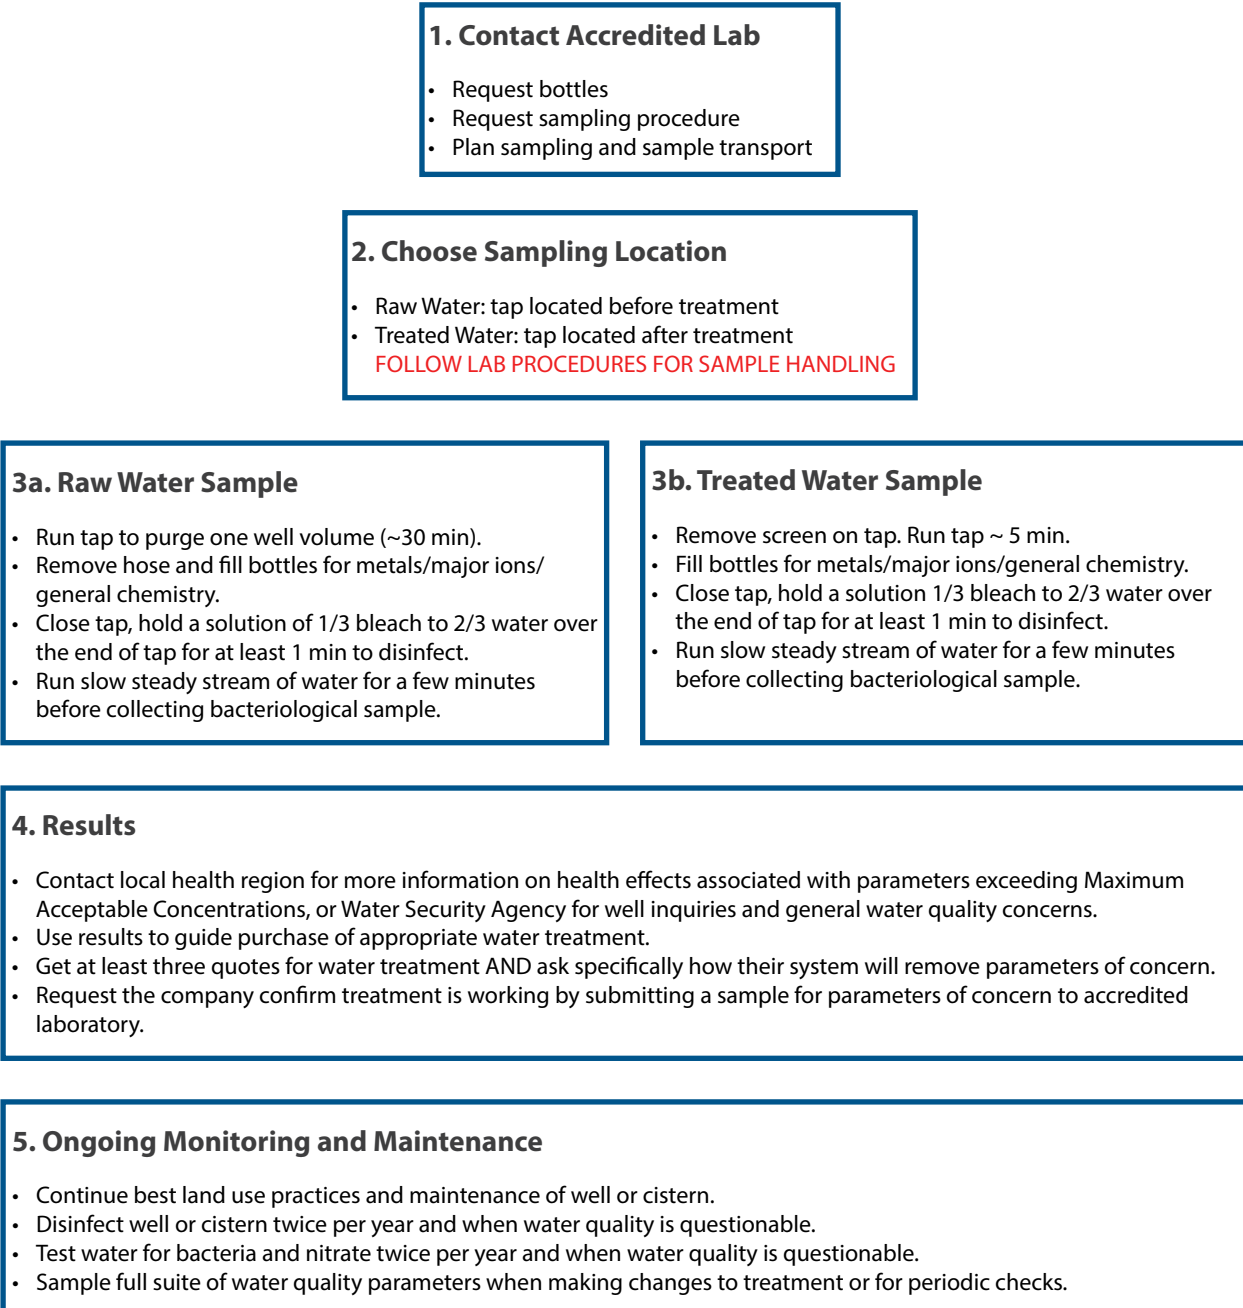 1. Contact Accredited Lab
• Request bottles
• Request sampling procedure
• Plan sampling and sample transport
2. Choose Sampling Location
• Raw Water: tap located before treatment
• Treated Water: tap located after treatment
FOLLOW LAB PROCEDURES FOR SAMPLE HANDLING
3a. Raw Water Sample
• Run tap to purge one well volume (~30 min).
• Remove hose and fill bottles for metals/major ions/
general chemistry.
• Close tap, hold a solution of 1/3 bleach to 2/3 water over
the end of tap for at least 1 min to disinfect.
• Run slow steady stream of water for a few minutes
before collecting bacteriological sample.
3b. Treated Water Sample
• Remove screen on tap. Run tap ~ 5 min.
• Fill bottles for metals/major ions/general chemistry.
• Close tap, hold a solution 1/3 bleach to 2/3 water over
the end of tap for at least 1 min to disinfect.
• Run slow steady stream of water for a few minutes
before collecting bacteriological sample.
4. Results
• Contact local health region for more information on health effects associated with parameters exceeding Maximum
Acceptable Concentrations, or Water Security Agency for well inquiries and general water quality concerns.
• Use results to guide purchase of appropriate water treatment.
• Get at least three quotes for water treatment AND ask specifically how their system will remove parameters of concern.
• Request the company confirm treatment is working by submitting a sample for parameters of concern to accredited
laboratory.
5. Ongoing Monitoring and Maintenance
• Continue best land use practices and maintenance of well or cistern.
• Disinfect well or cistern twice per year and when water quality is questionable.
• Test water for bacteria and nitrate twice per year and when water quality is questionable.
• Sample full suite of water quality parameters when making changes to treatment or for periodic checks.